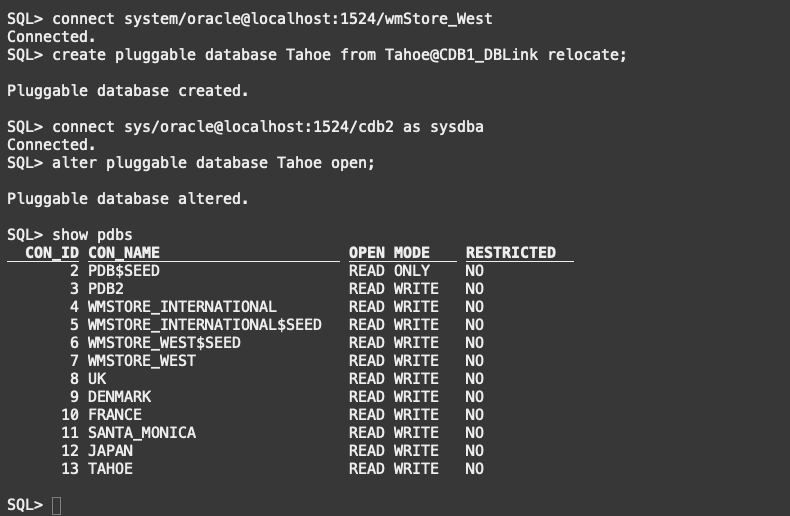 SQL> connect system/oracle@localhost:1524/wmStore_West
Connected.
SQL> create pluggable database Tahoe from Tahoe@CDB1_DBLink relocate;
Pluggable database created.
SQL> connect sys/oracle@localhost:1524/cdb2 as sysdba
Connected.
SQL> alter pluggable database Tahoe open;
Pluggable database altered.
SQL> show pdbs
CON_ID CON_NAME OPEN MODE RESTRICTED
2 PDB$SEED READ ONLY NO
3 PDB2 READ WRITE NO
4 WMSTORE_INTERNATIONAL READ WRITE NO
5 WMSTORE_INTERNATIONAL$SEED READ WRITE NO
6 WMSTORE_WEST$SEED READ WRITE NO
7 WMSTORE_WEST READ WRITE NO
8 UK READ WRITE NO
9 DENMARK READ WRITE NO
10 FRANCE READ WRITE NO
11 SANTA_MONICA READ WRITE NO
12 JAPAN READ WRITE NO
13 TAHOE READ WRITE NO
SQL>